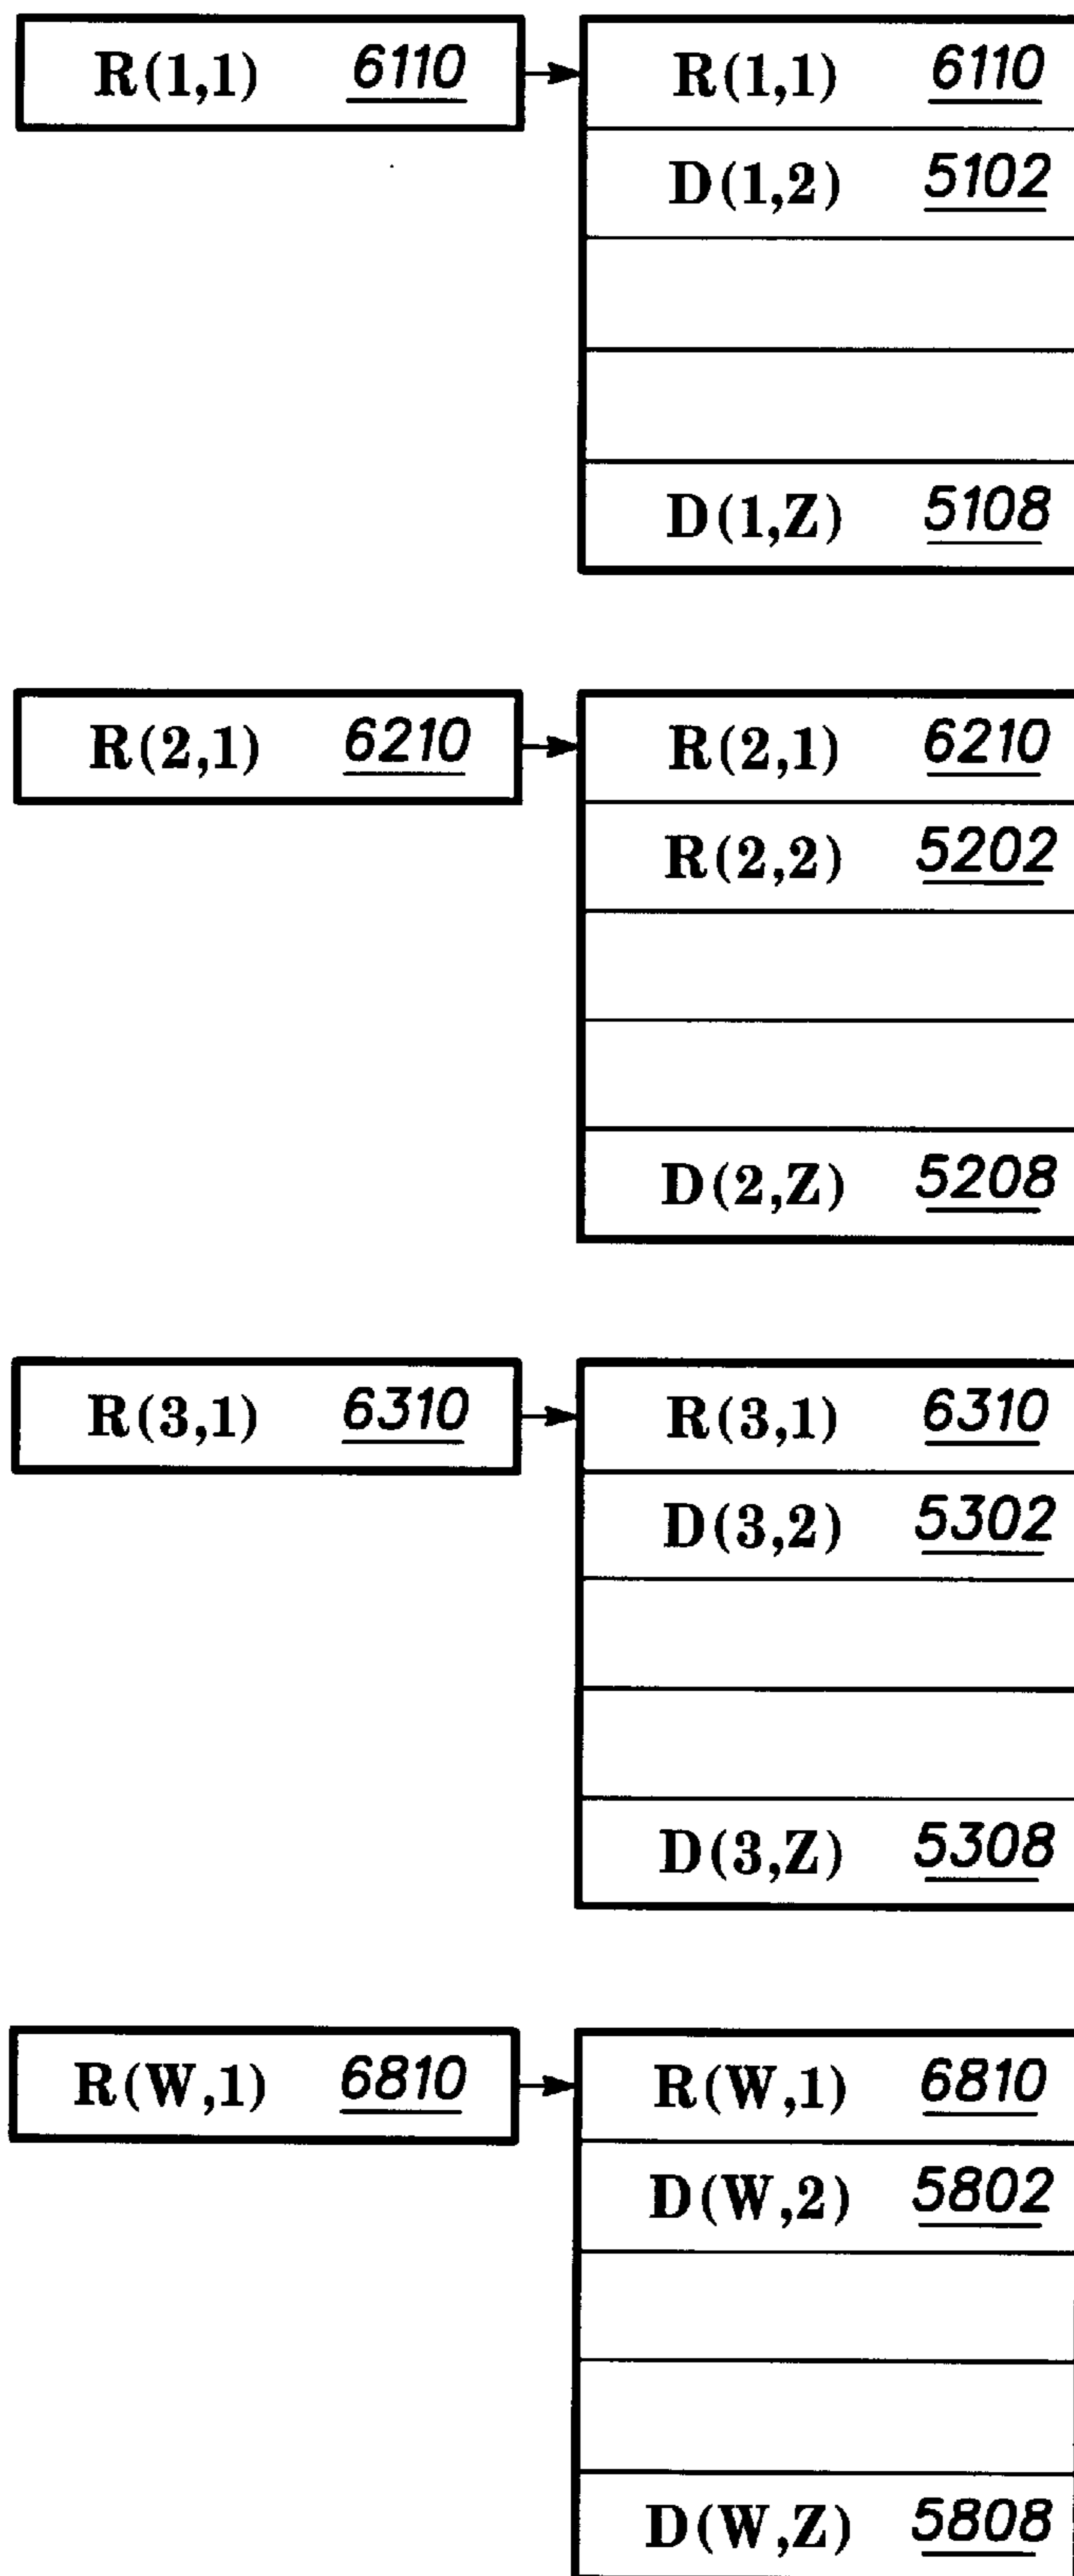 R(1,1) 6110 R(1,1) 6110
D(1,2) 5102
D(1,Z) 5108
R(2,1) 6210 R(2,1) 6210
R(2,2) 5202
D(2,Z) 5208
R(3,1) 6310 R(3,1) 6310
D(3,2) 5302
D(3,Z) 5308
R(W,1) 6810 R(W,1) 6810
D(W,2) 5802
D(W,Z) 5808